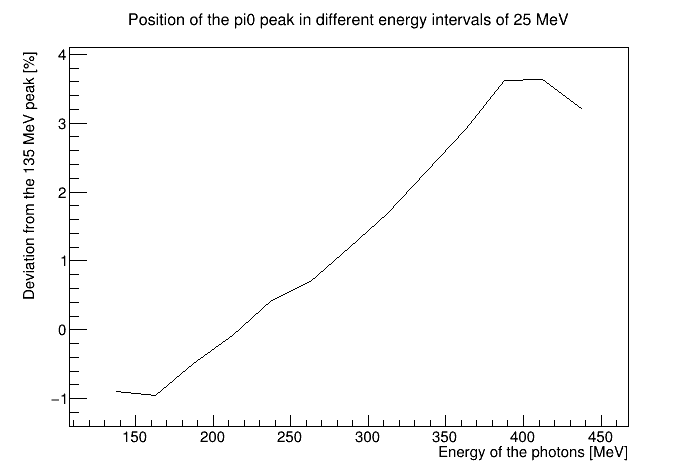 Position of the pi0 peak in different energy intervals of 25 MeV
Deviation from the 135 MeV peak [%]
4
3
2
1
0
−1
150 200 250 300 350 400 450
Energy of the photons [MeV]